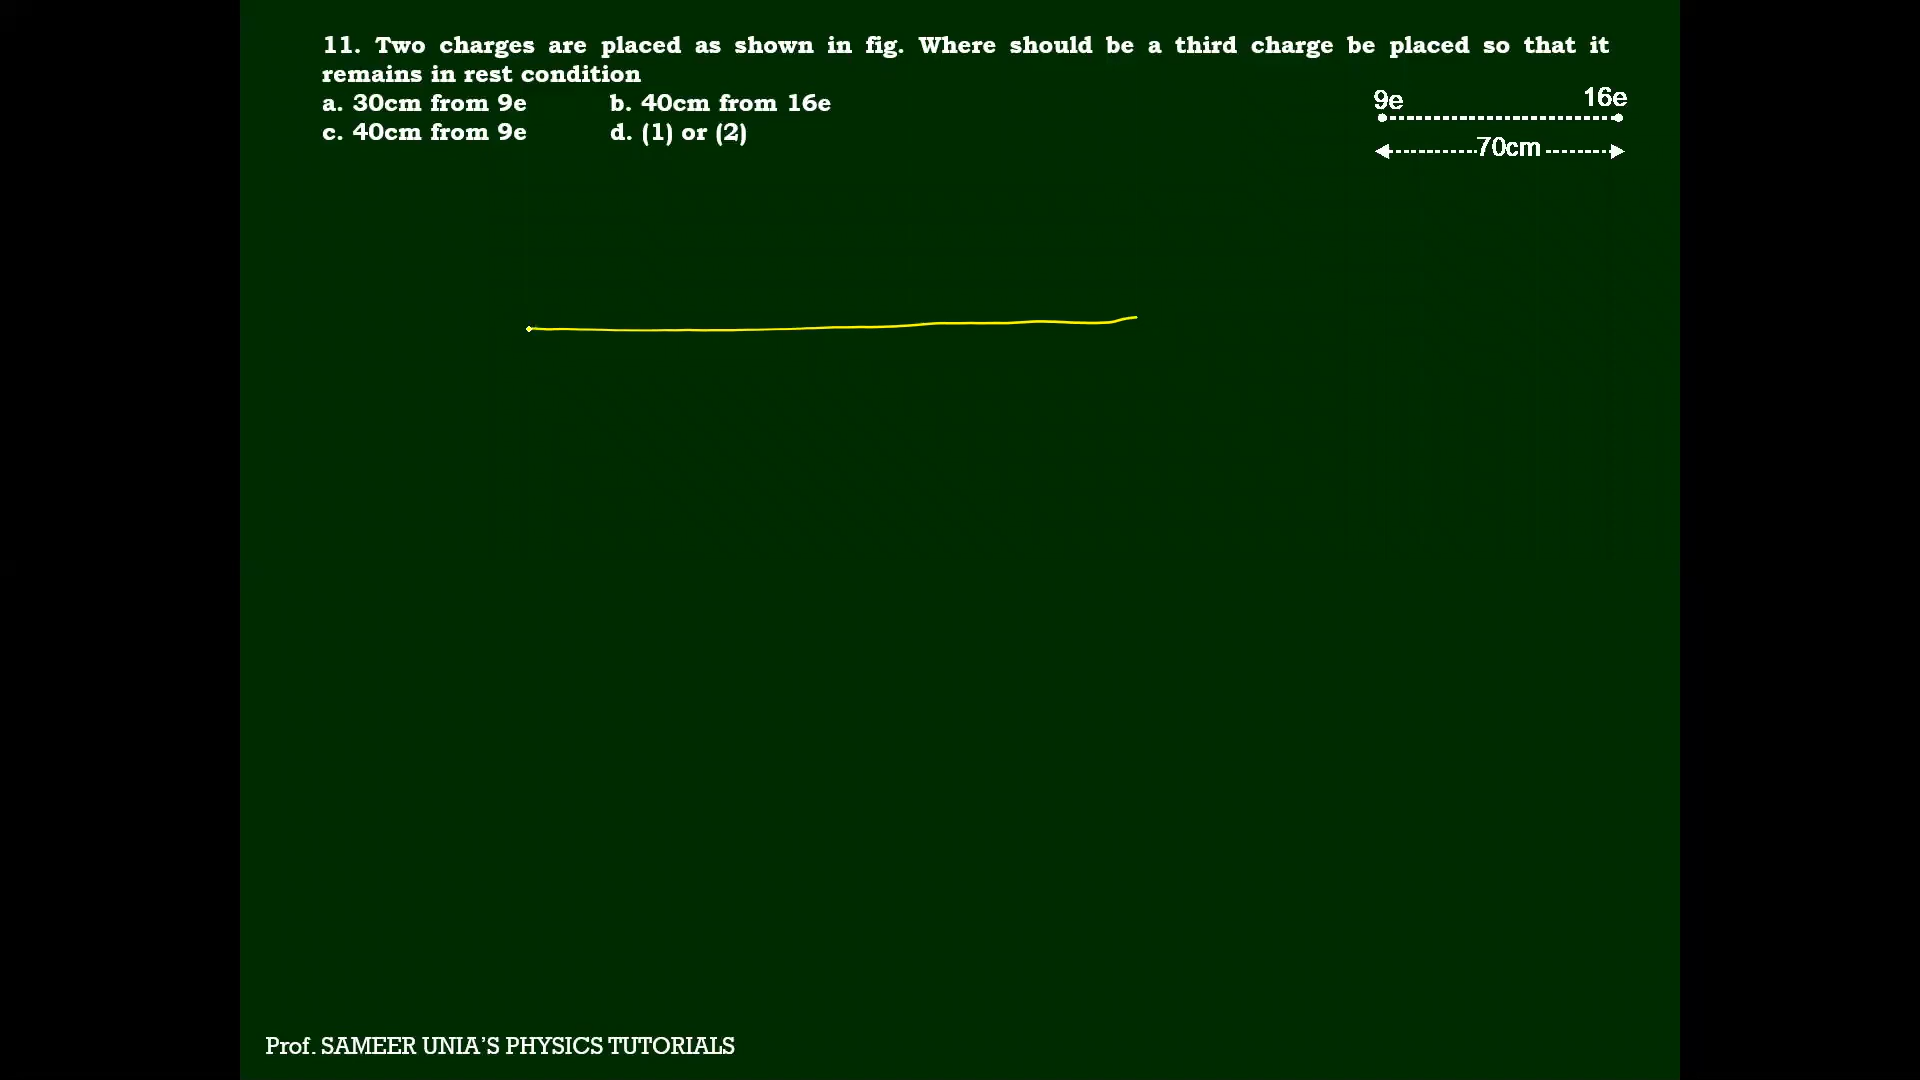 11. Two charges are placed as shown in fig. Where should be a third charge be placed so that it
remains in rest condition
a. 30cm from 9e b. 40cm from 16e
c. 40cm from 9e d. (1) or (2)
9e 16e
70cm
Prof. SAMEER UNIA'S PHYSICS TUTORIALS